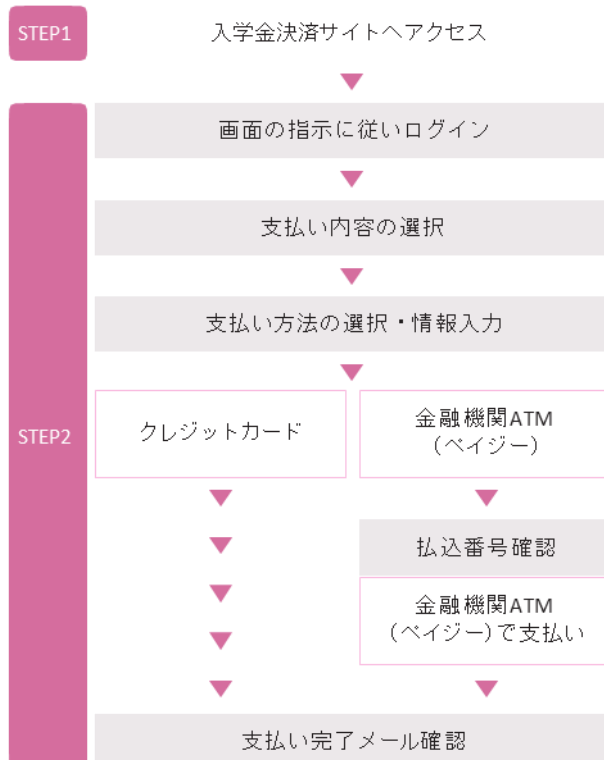 STEP1
入学金決済サイトへアクセス
画面の指示に従いログイン
支払い内容の選択
支払い方法の選択・情報入力
STEP2
クレジットカード
金融機関ATM
(ペイジー)
払込番号確認
金融機関ATM
(ペイジー)で支払い
支払い完了メール確認